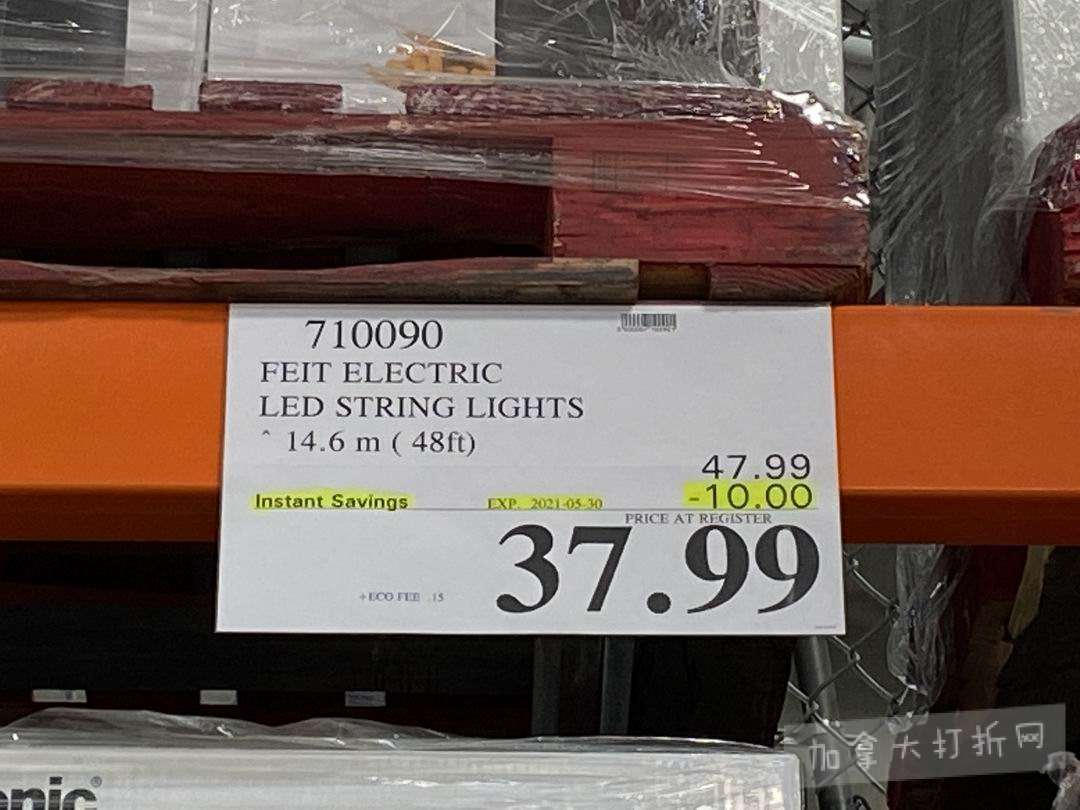 710090
FEIT ELECTRIC
LED STRING LIGHTS
^ 14.6 m ( 48ft)
47.99
Instant Savings EXP. 2021-05-30 -10.00
PRICE AT REGISTER
37.99
+ECO FEE .15
onic®
加拿大打折网